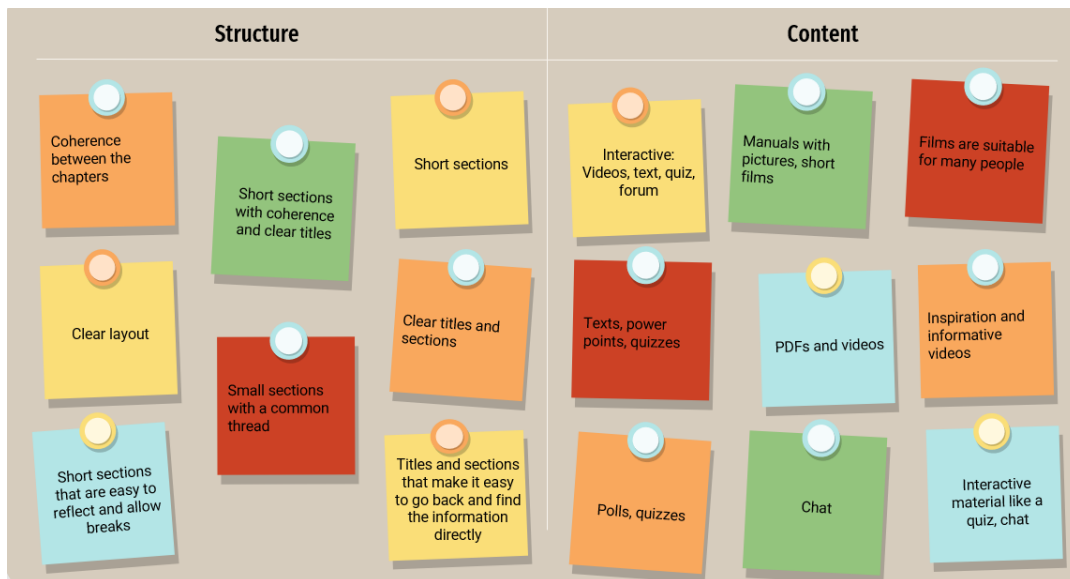 Structure
Coherence
between the
chapters
Short sections
with coherence
and clear titles
Short sections
Clear layout
Small sections
with a common
thread
Clear titles and
sections
Short sections
that are easy to
reflect and allow
breaks
Titles and sections
that make it easy
to go back and find
the information
directly
Content
Interactive:
Videos, text, quiz,
forum
Manuals with
pictures, short
films
Films are suitable
for many people
Texts, power
points, quizzes
PDFs and videos
Inspiration and
informative
videos
Polls, quizzes
Chat
Interactive
material like a
quiz, chat